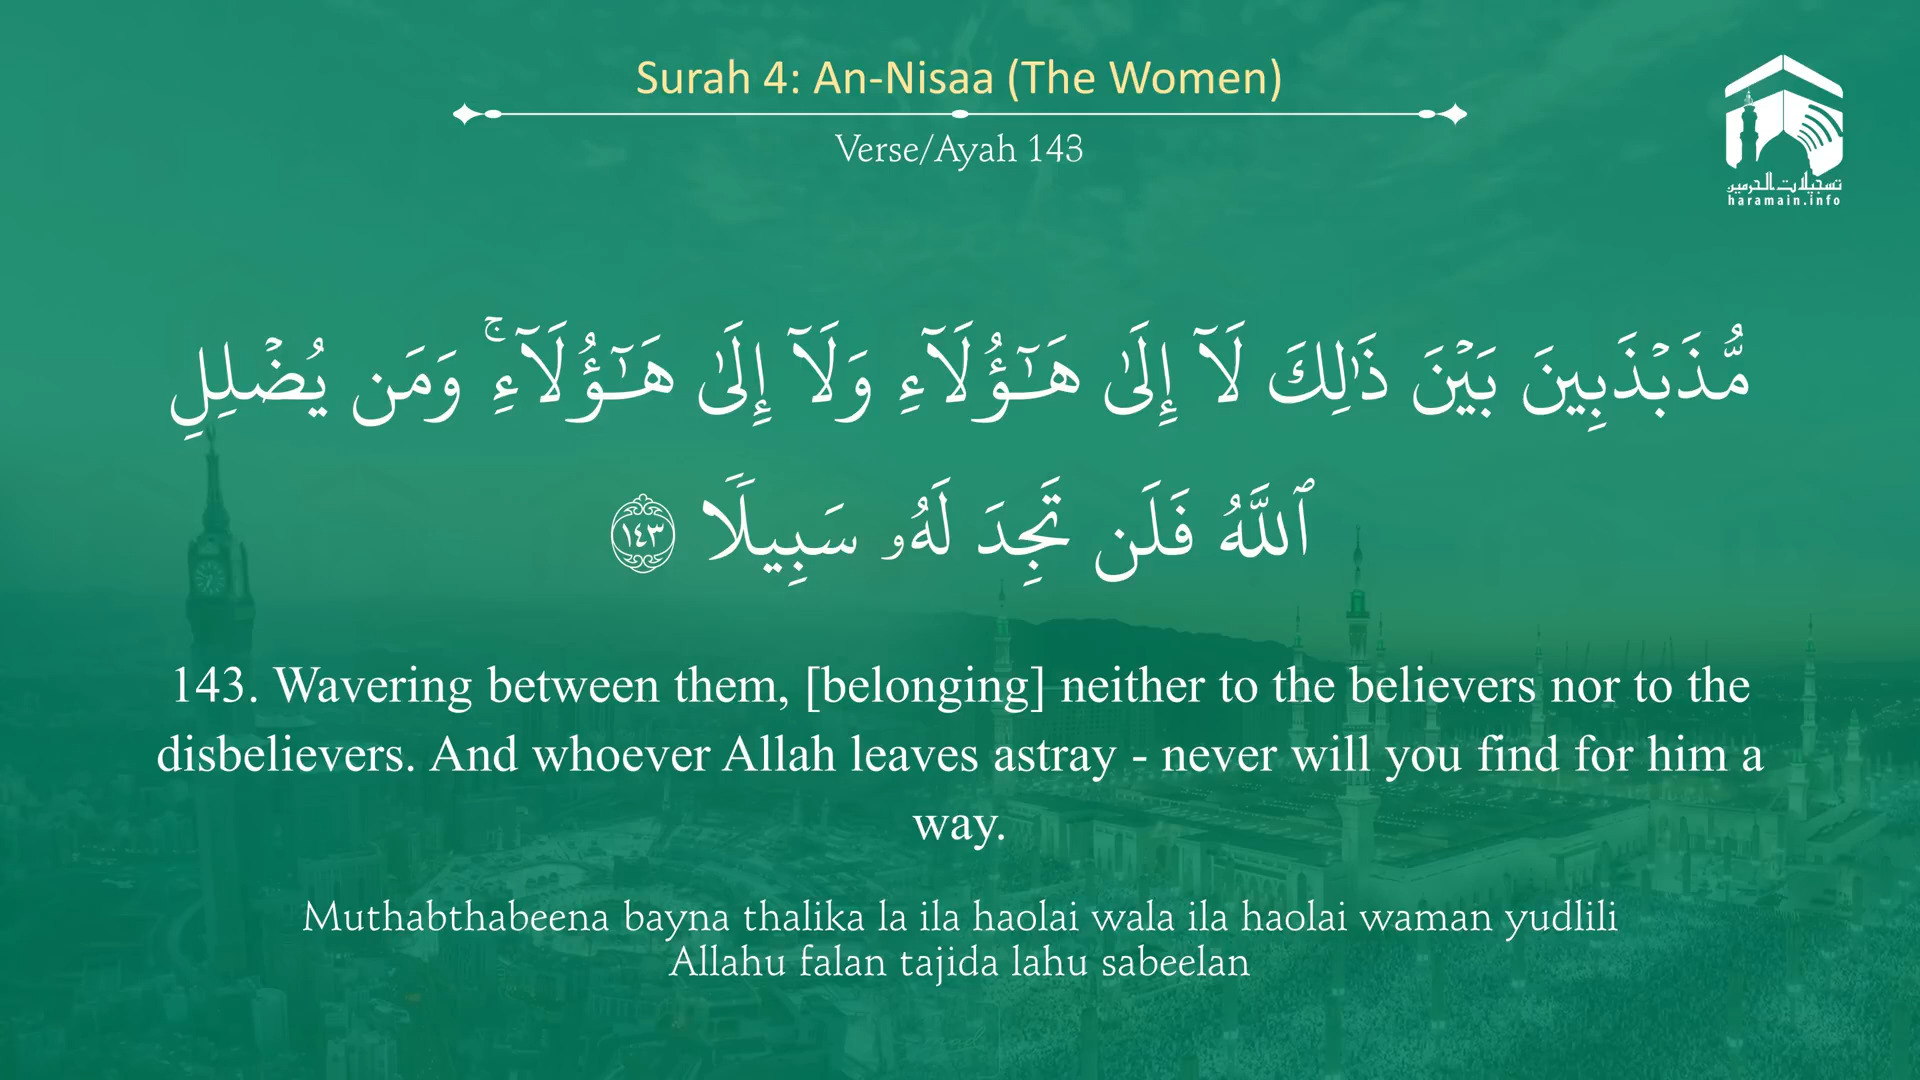 Surah 4: An-Nisaa (The Women)
Verse/Ayah 143
تسجيلات الحرمين
haramain.info
مُّذَبْذَبِينَ بَيْنَ ذَٰلِكَ لَآ إِلَىٰ هَـٰٓؤُلَآءِ وَلَآ إِلَىٰ هَـٰٓؤُلَآءِ ۚ وَمَن يُضْلِلِ
ٱللَّهُ فَلَن تَجِدَ لَهُۥ سَبِيلًا ١٤٣
143. Wavering between them, [belonging] neither to the believers nor to the
disbelievers. And whoever Allah leaves astray - never will you find for him a
way.
Muthabthabeena bayna thalika la ila haolai wala ila haolai waman yudlili
Allahu falan tajida lahu sabeelan